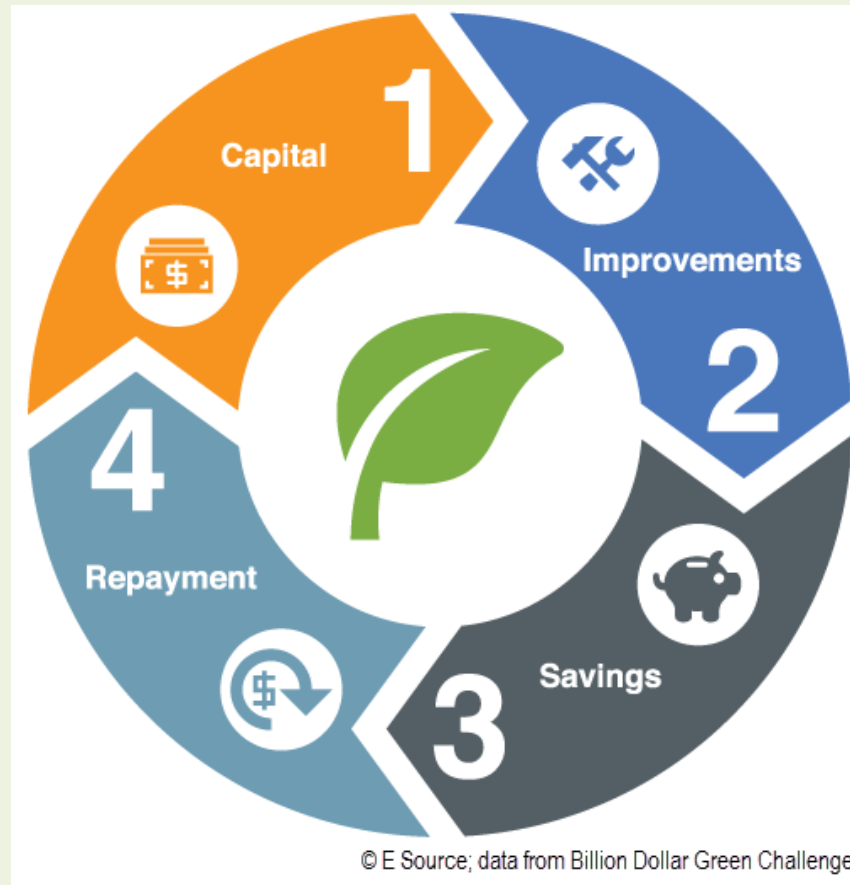 1
Capital
Improvements
2
3
Savings
4
Repayment
© E Source; data from Billion Dollar Green Challenge
$
$